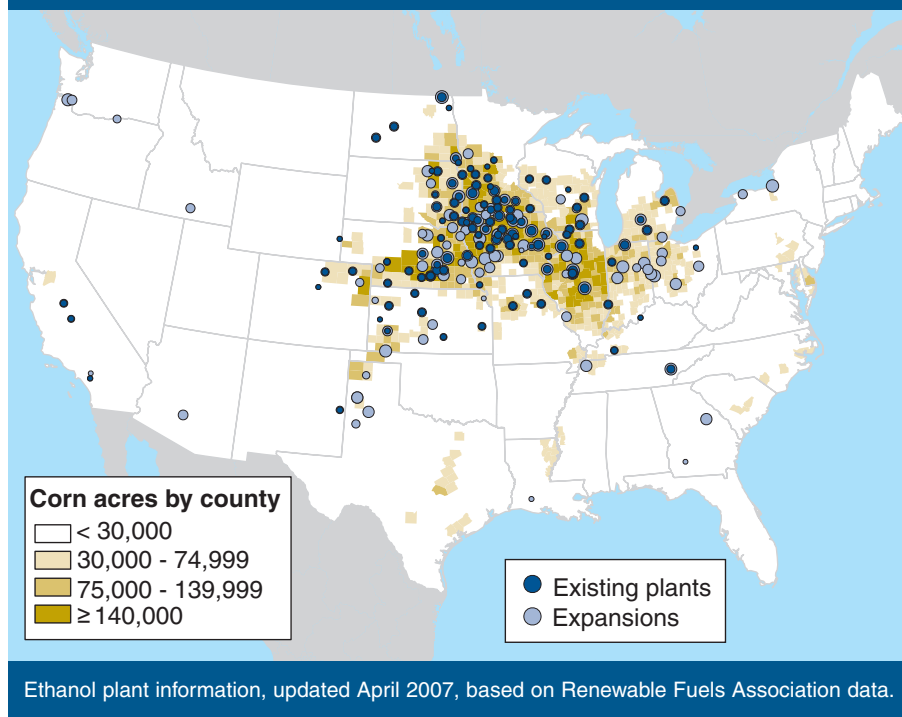 Corn acres by county
< 30,000
30,000 - 74,999
75,000 - 139,999
≥ 140,000
Existing plants
Expansions
Ethanol plant information, updated April 2007, based on Renewable Fuels Association data.